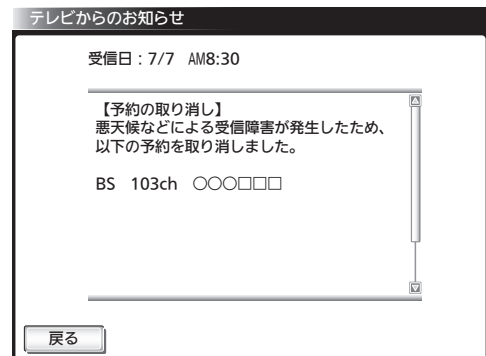 テレビからのお知らせ
受信日:7/7 AM8:30
【予約の取り消し】
悪天候などによる受信障害が発生したため、
以下の予約を取り消しました。
BS 103ch ○○○□□□
戻る